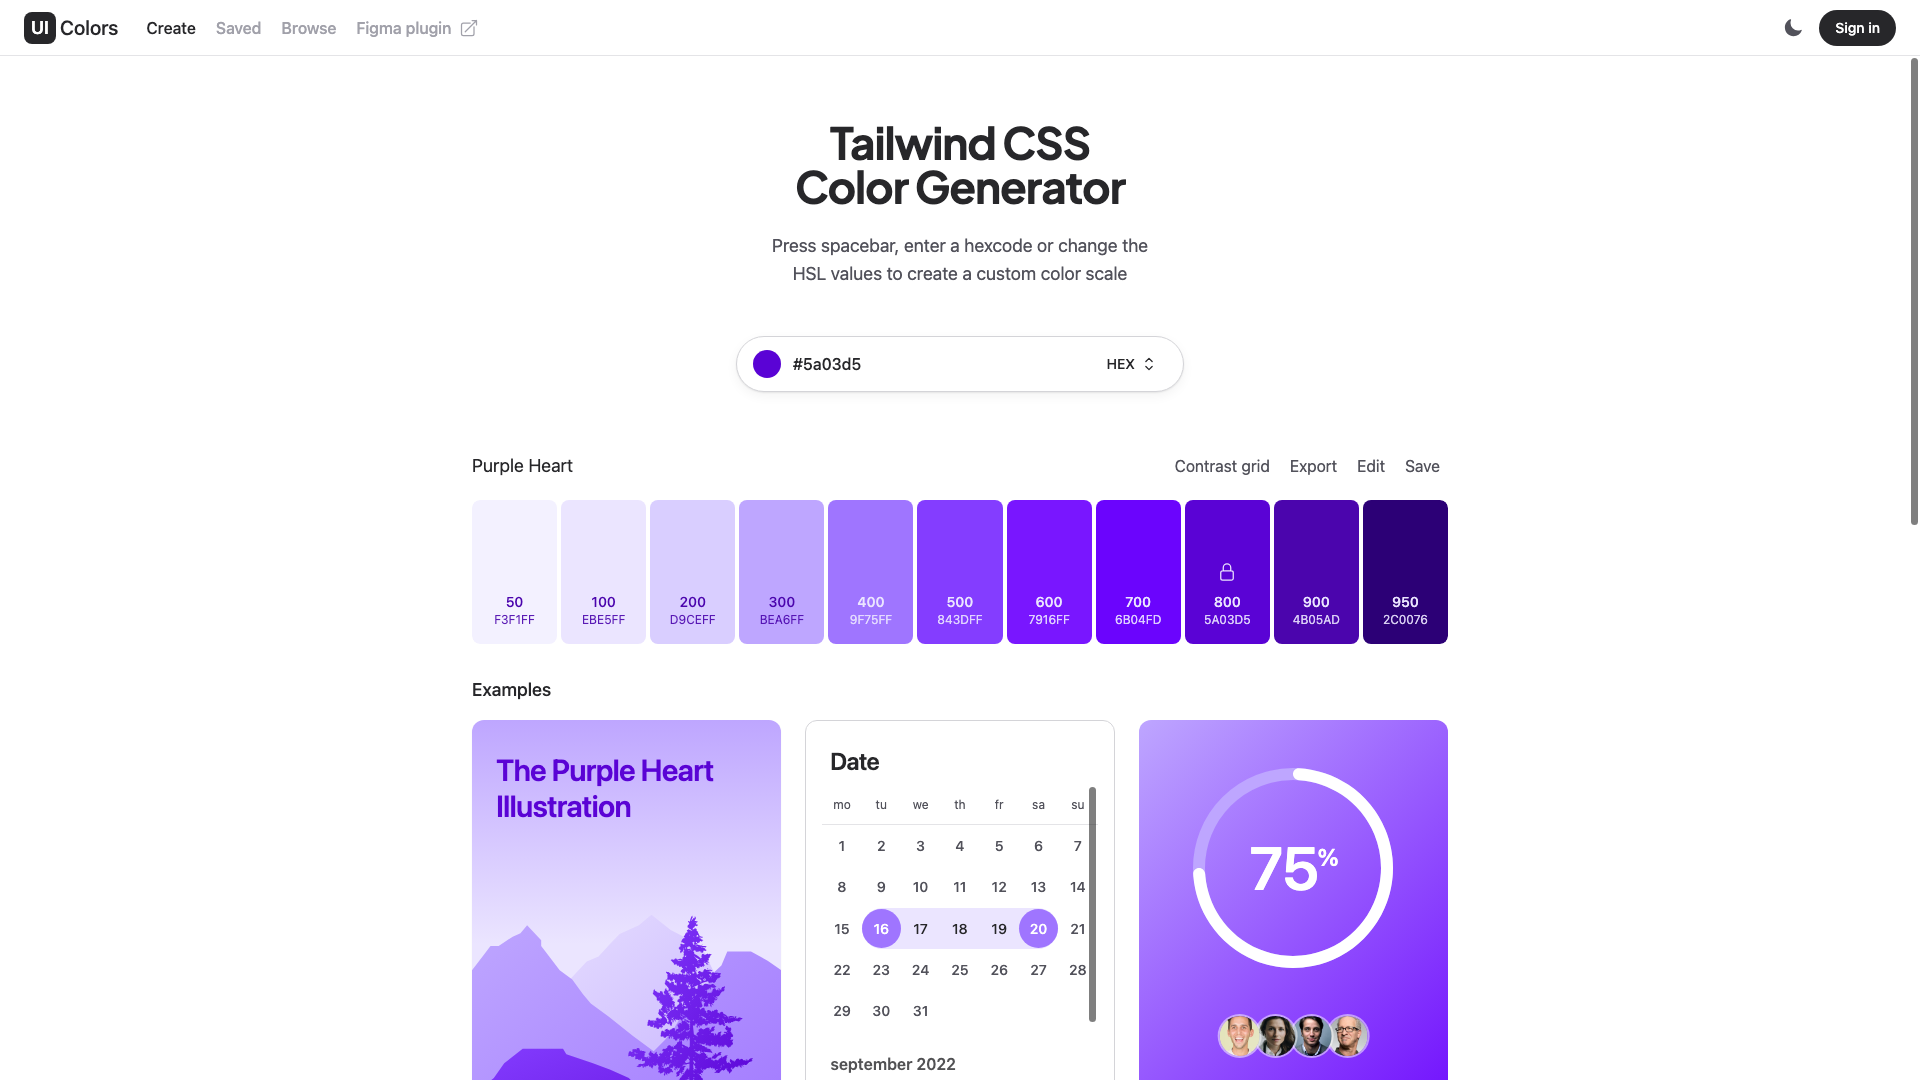 UI Colors Create Saved Browse Figma plugin Sign in
Tailwind CSS
Color Generator
Press spacebar, enter a hexcode or change the
HSL values to create a custom color scale
#5a03d5 HEX
Purple Heart Contrast grid Export Edit Save
50 100 200 300 400 500 600 700 800 900 950
F3F1FF EBE5FF D9CEFF BEA6FF 9F75FF 843DFF 7916FF 6B04FD 5A03D5 4B05AD 2C0076
Examples
The Purple Heart
Illustration
Date
mo tu we th fr sa su
1 2 3 4 5 6 7
8 9 10 11 12 13 14
15 16 17 18 19 20 21
22 23 24 25 26 27 28
29 30 31
september 2022
75%